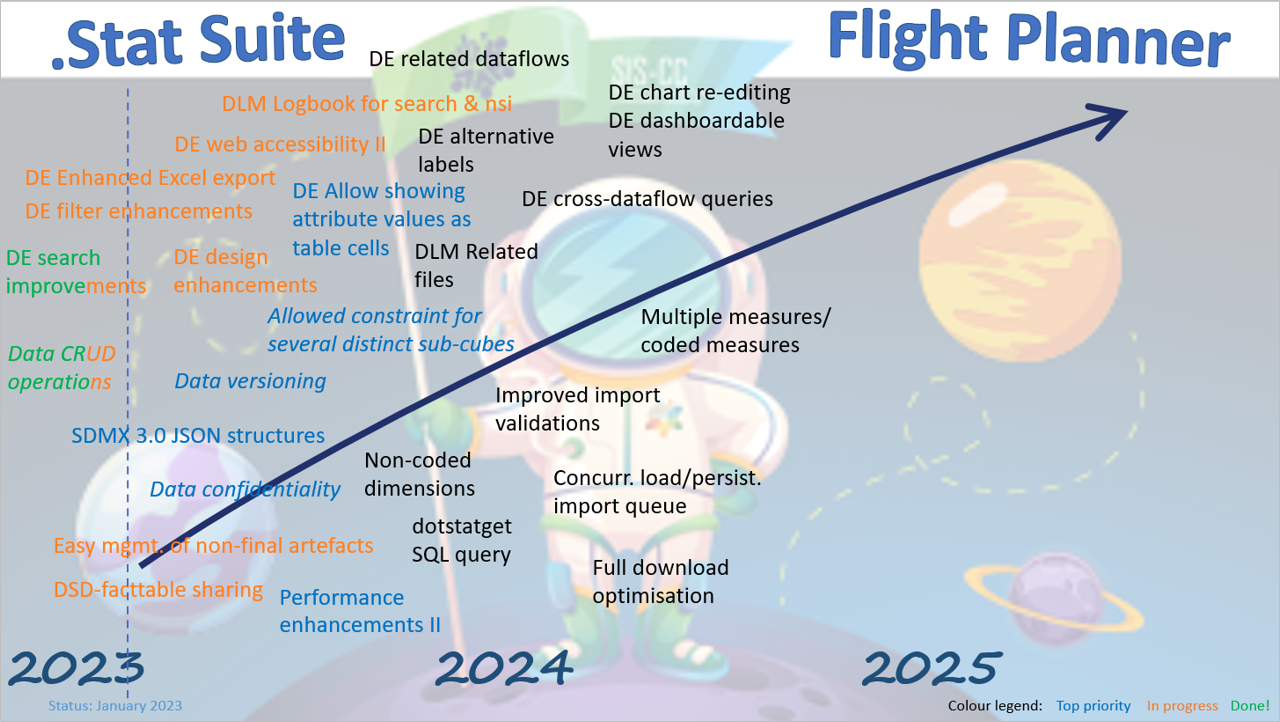 .Stat Suite
Flight Planner
SIS-CC
DE related dataflows
DLM Logbook for search & nsi
DE chart re-editing
DE dashboardable
views
DE web accessibility II
DE alternative
labels
DE Enhanced Excel export
DE filter enhancements
DE Allow showing
attribute values as
table cells
DE cross-dataflow queries
DE search
improvements
DE design
enhancements
DLM Related
files
Allowed constraint for
several distinct sub-cubes
Multiple measures/
coded measures
Data CRUD
operations
Data versioning
Improved import
validations
SDMX 3.0 JSON structures
Non-coded
dimensions
Data confidentiality
Concurr. load/persist.
import queue
dotstatget
SQL query
Easy mgmt. of non-final artefacts
DSD-facttable sharing
Performance
enhancements II
Full download
optimisation
2023
2024
2025
Status: January 2023
Colour legend: Top priority In progress Done!